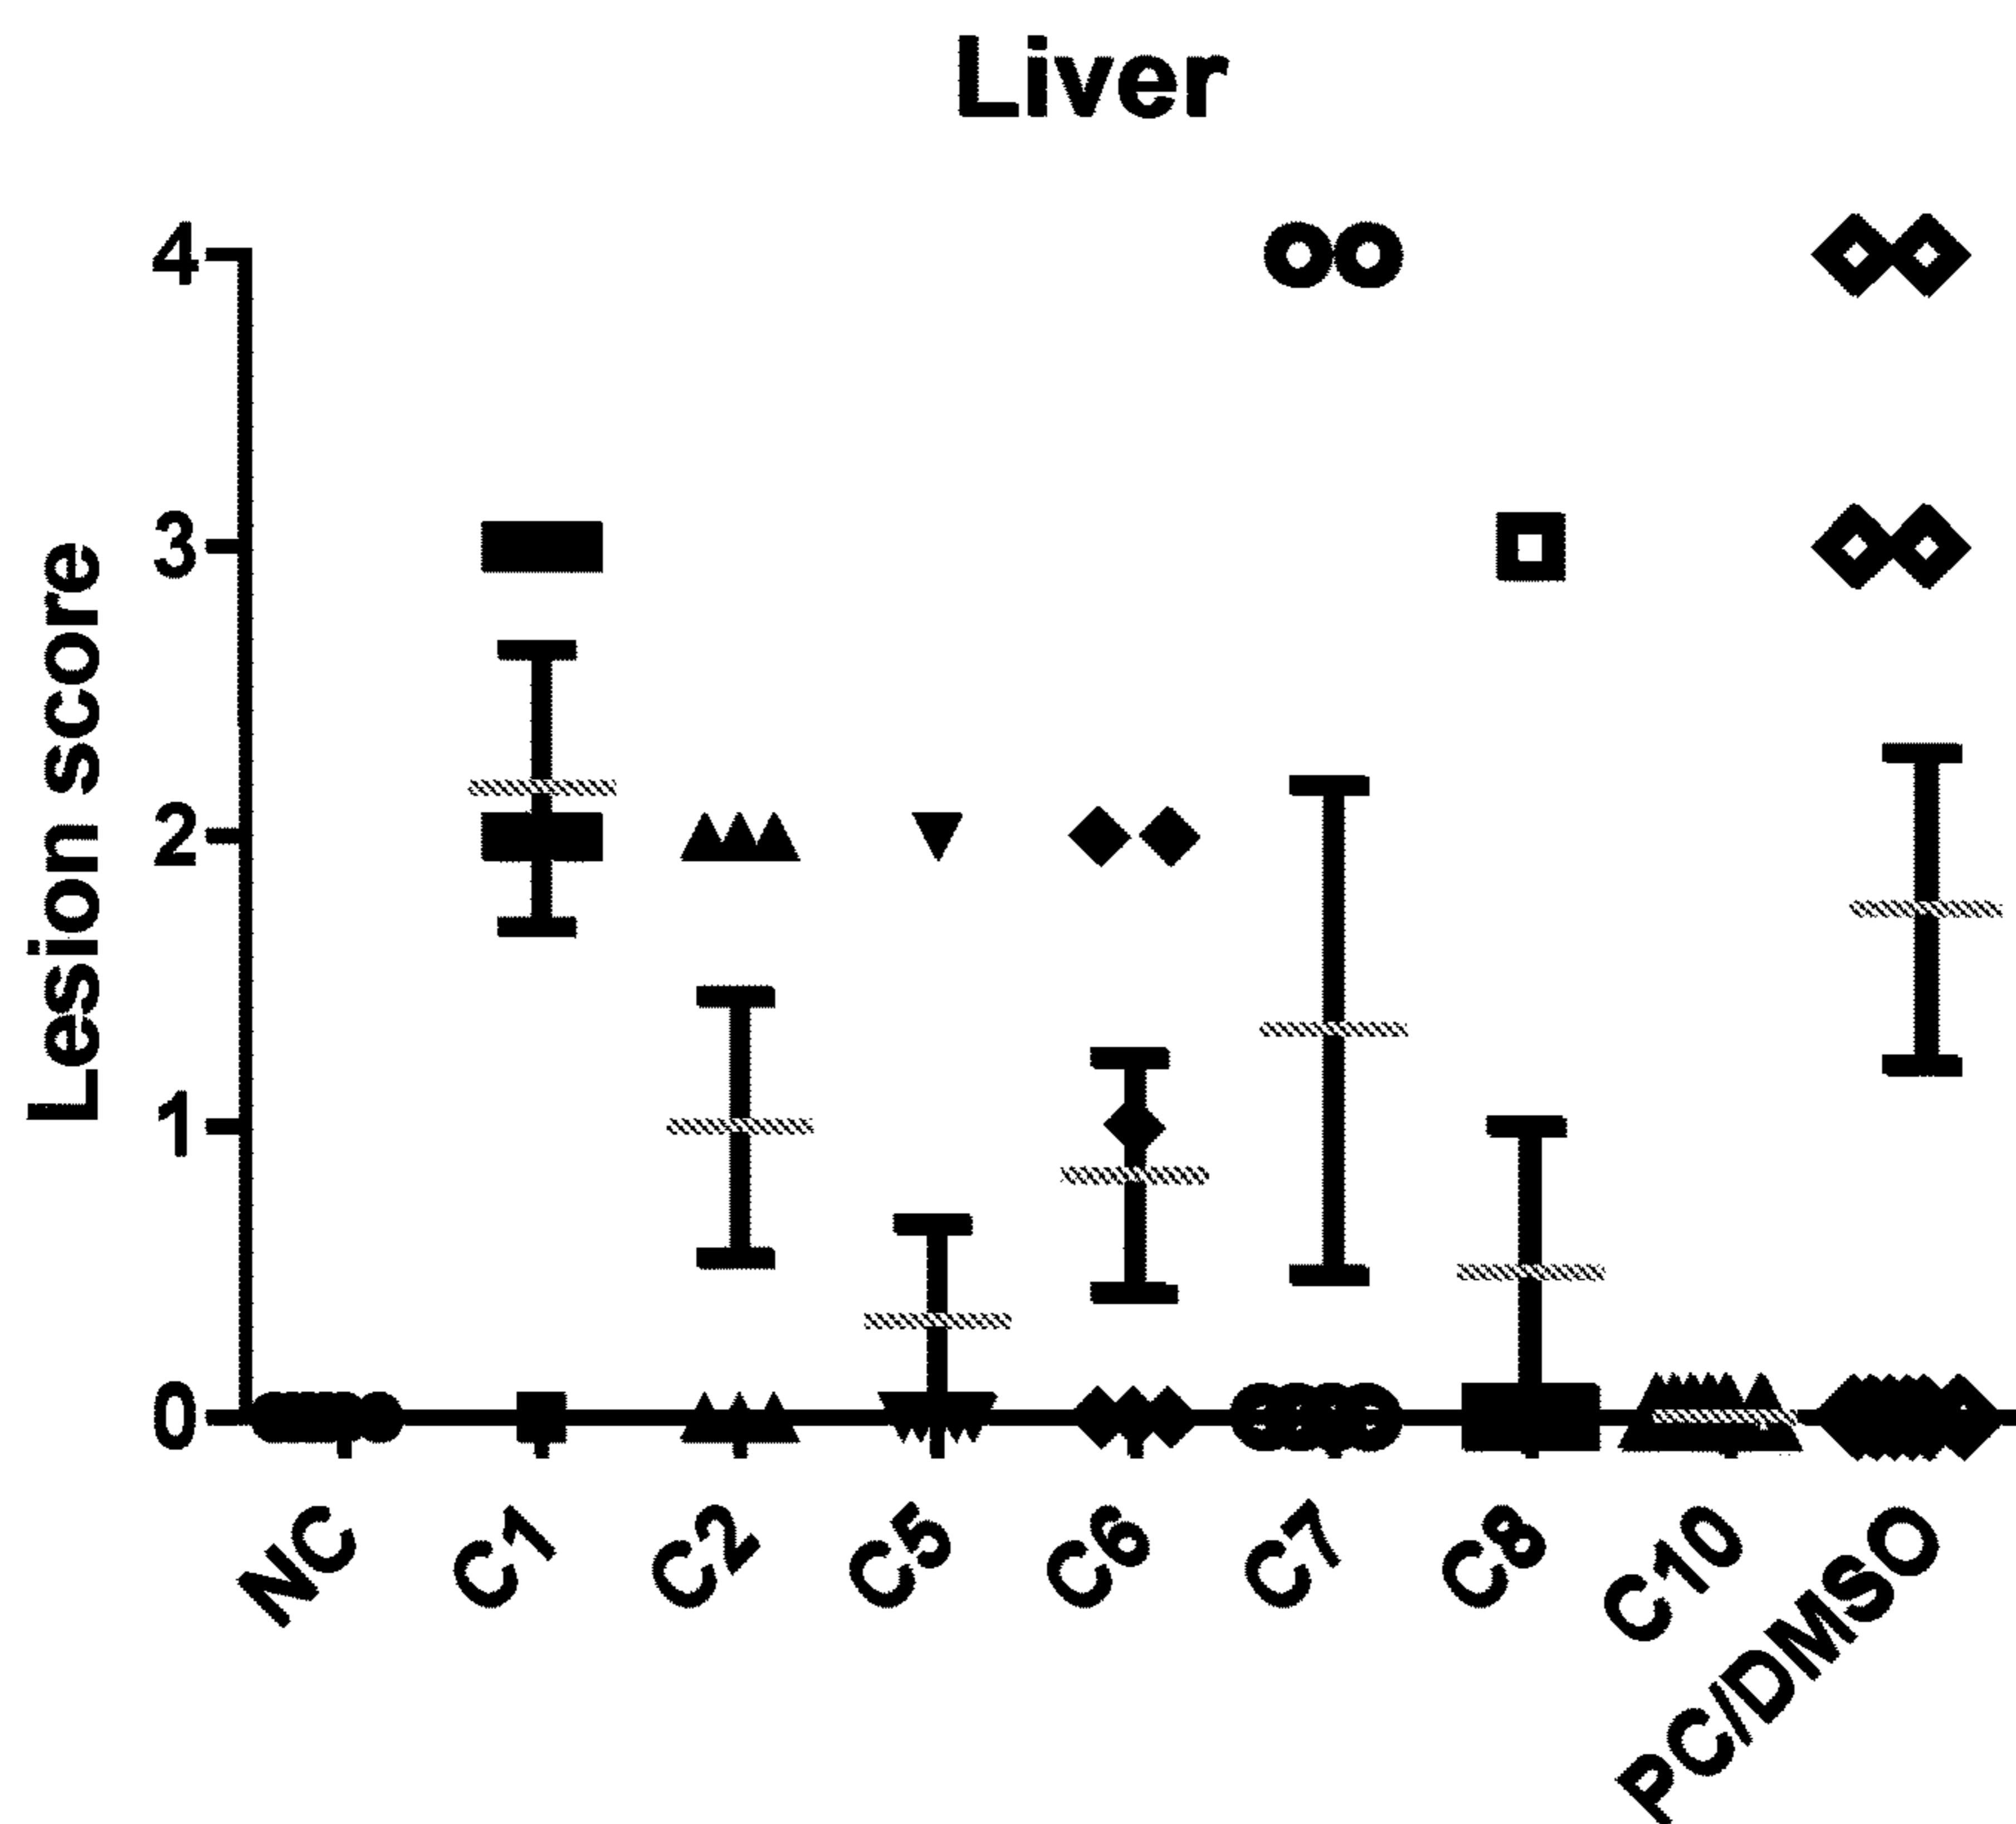 Liver
Lesion score
4
3
2
1
0
NC
C1
C2
C5
C6
C7
C8
C10
PC/DMSO